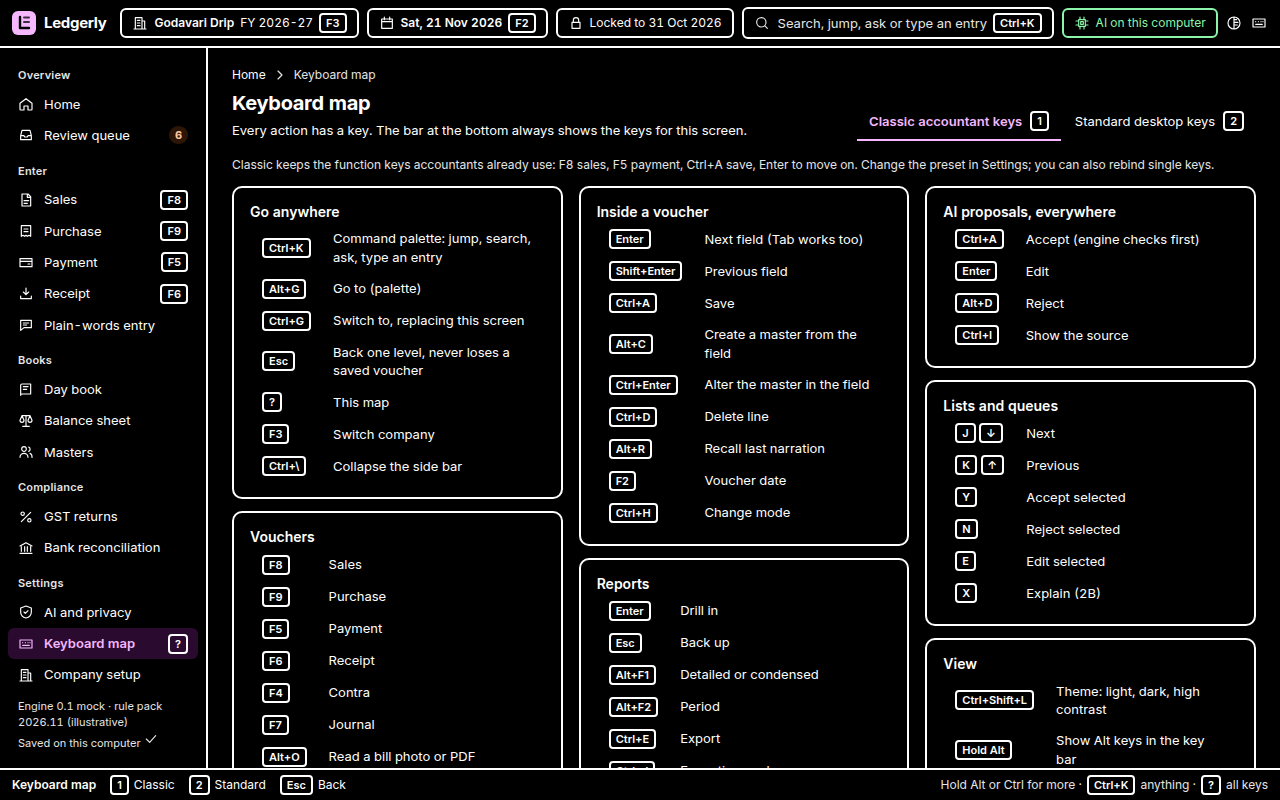 Ledgerly
Godavari Drip FY 2026-27 F3
Sat, 21 Nov 2026 F2
Locked to 31 Oct 2026
Search, jump, ask or type an entry Ctrl+K
AI on this computer
Overview
Home
Review queue 6
Enter
Sales F8
Purchase F9
Payment F5
Receipt F6
Plain-words entry
Books
Day book
Balance sheet
Masters
Compliance
GST returns
Bank reconciliation
Settings
AI and privacy
Keyboard map ?
Company setup
Engine 0.1 mock · rule pack
2026.11 (illustrative)
Saved on this computer
Home > Keyboard map
Keyboard map
Every action has a key. The bar at the bottom always shows the keys for this screen.
Classic accountant keys 1
Standard desktop keys 2
Classic keeps the function keys accountants already use: F8 sales, F5 payment, Ctrl+A save, Enter to move on. Change the preset in Settings; you can also rebind single keys.
Go anywhere
Ctrl+K Command palette: jump, search,
ask, type an entry
Alt+G Go to (palette)
Ctrl+G Switch to, replacing this screen
Esc Back one level, never loses a
saved voucher
? This map
F3 Switch company
Ctrl+\ Collapse the side bar
Vouchers
F8 Sales
F9 Purchase
F5 Payment
F6 Receipt
F4 Contra
F7 Journal
Alt+O Read a bill photo or PDF
Inside a voucher
Enter Next field (Tab works too)
Shift+Enter Previous field
Ctrl+A Save
Alt+C Create a master from the
field
Ctrl+Enter Alter the master in the field
Ctrl+D Delete line
Alt+R Recall last narration
F2 Voucher date
Ctrl+H Change mode
Reports
Enter Drill in
Esc Back up
Alt+F1 Detailed or condensed
Alt+F2 Period
Ctrl+E Export
AI proposals, everywhere
Ctrl+A Accept (engine checks first)
Enter Edit
Alt+D Reject
Ctrl+I Show the source
Lists and queues
J ↓ Next
K ↑ Previous
Y Accept selected
N Reject selected
E Edit selected
X Explain (2B)
View
Ctrl+Shift+L Theme: light, dark, high
contrast
Hold Alt Show Alt keys in the key
bar
Keyboard map 1 Classic 2 Standard Esc Back
Hold Alt or Ctrl for more · Ctrl+K anything · ? all keys